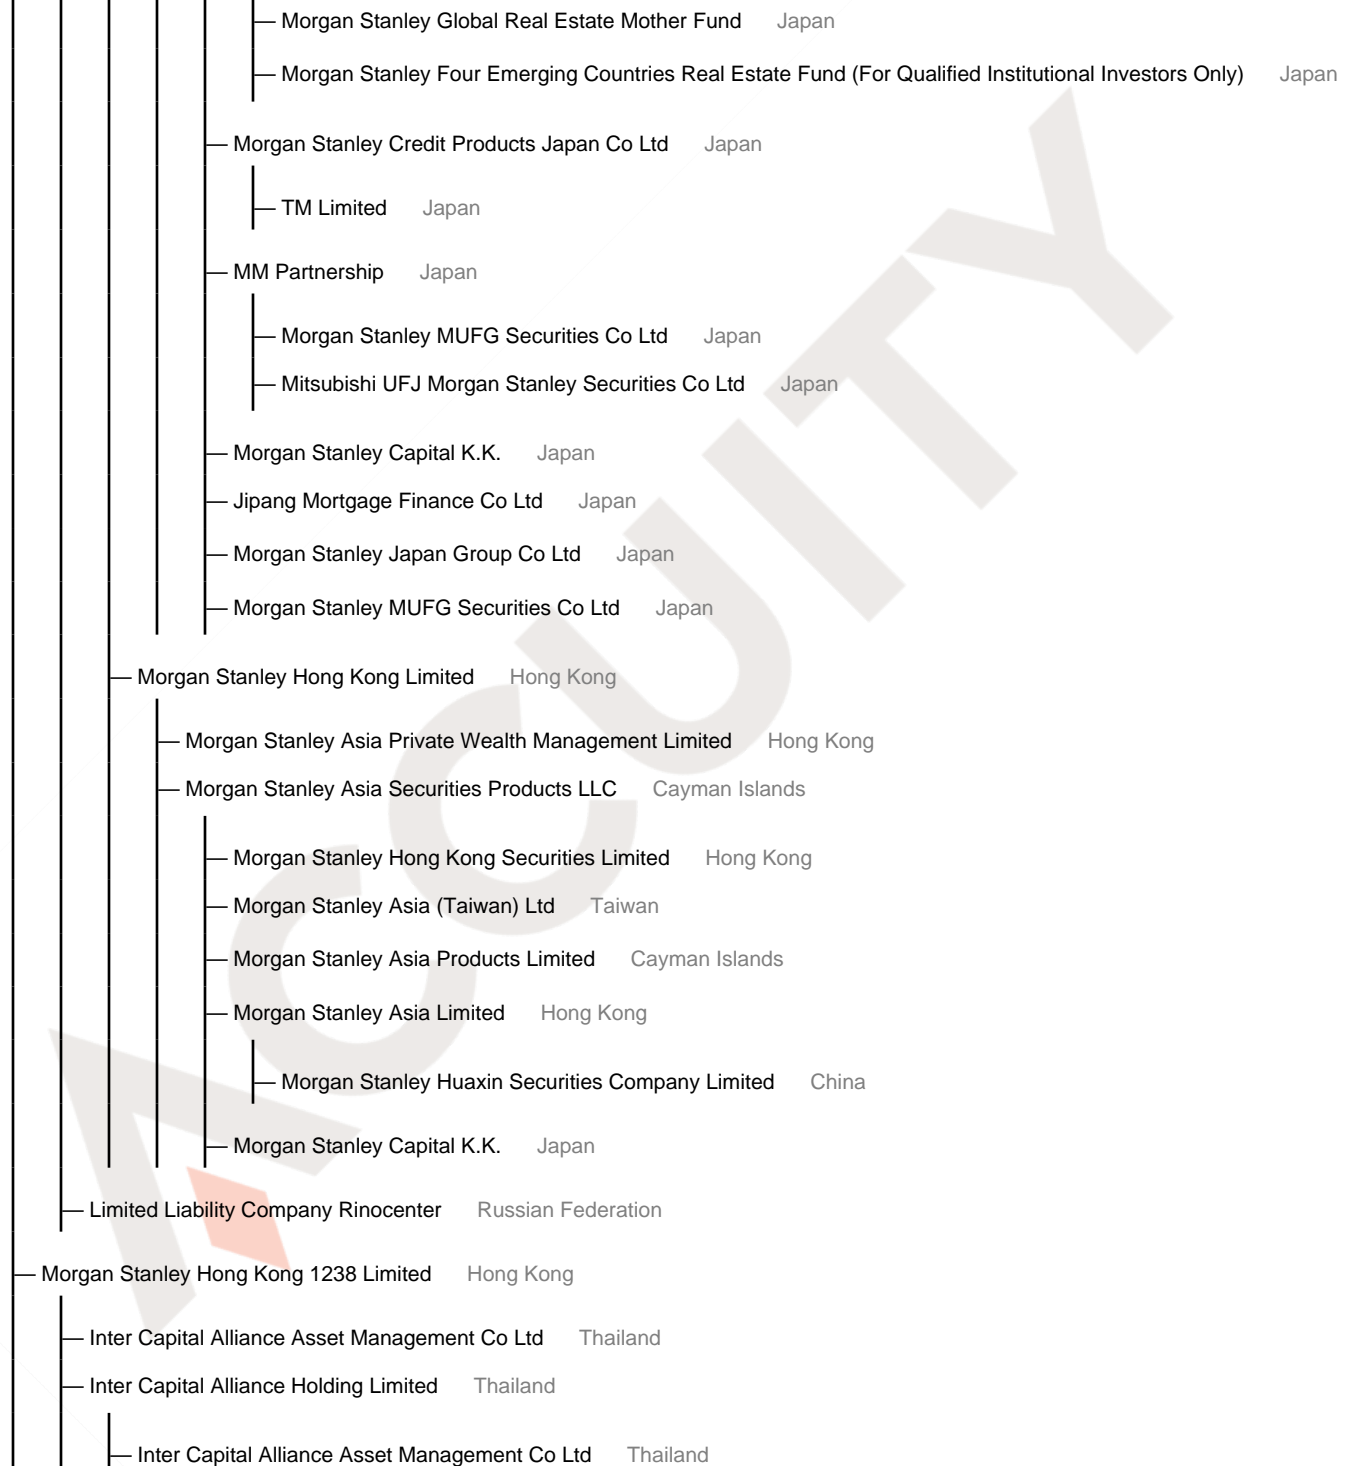 Morgan Stanley Global Real Estate Mother Fund Japan
Morgan Stanley Four Emerging Countries Real Estate Fund (For Qualified Institutional Investors Only) Japan
Morgan Stanley Credit Products Japan Co Ltd Japan
TM Limited Japan
MM Partnership Japan
Morgan Stanley MUFG Securities Co Ltd Japan
Mitsubishi UFJ Morgan Stanley Securities Co Ltd Japan
Morgan Stanley Capital K.K. Japan
Jipang Mortgage Finance Co Ltd Japan
Morgan Stanley Japan Group Co Ltd Japan
Morgan Stanley MUFG Securities Co Ltd Japan
Morgan Stanley Hong Kong Limited Hong Kong
Morgan Stanley Asia Private Wealth Management Limited Hong Kong
Morgan Stanley Asia Securities Products LLC Cayman Islands
Morgan Stanley Hong Kong Securities Limited Hong Kong
Morgan Stanley Asia (Taiwan) Ltd Taiwan
Morgan Stanley Asia Products Limited Cayman Islands
Morgan Stanley Asia Limited Hong Kong
Morgan Stanley Huaxin Securities Company Limited China
Morgan Stanley Capital K.K. Japan
Limited Liability Company Rinocenter Russian Federation
Morgan Stanley Hong Kong 1238 Limited Hong Kong
Inter Capital Alliance Asset Management Co Ltd Thailand
Inter Capital Alliance Holding Limited Thailand
Inter Capital Alliance Asset Management Co Ltd Thailand
ACCUITY